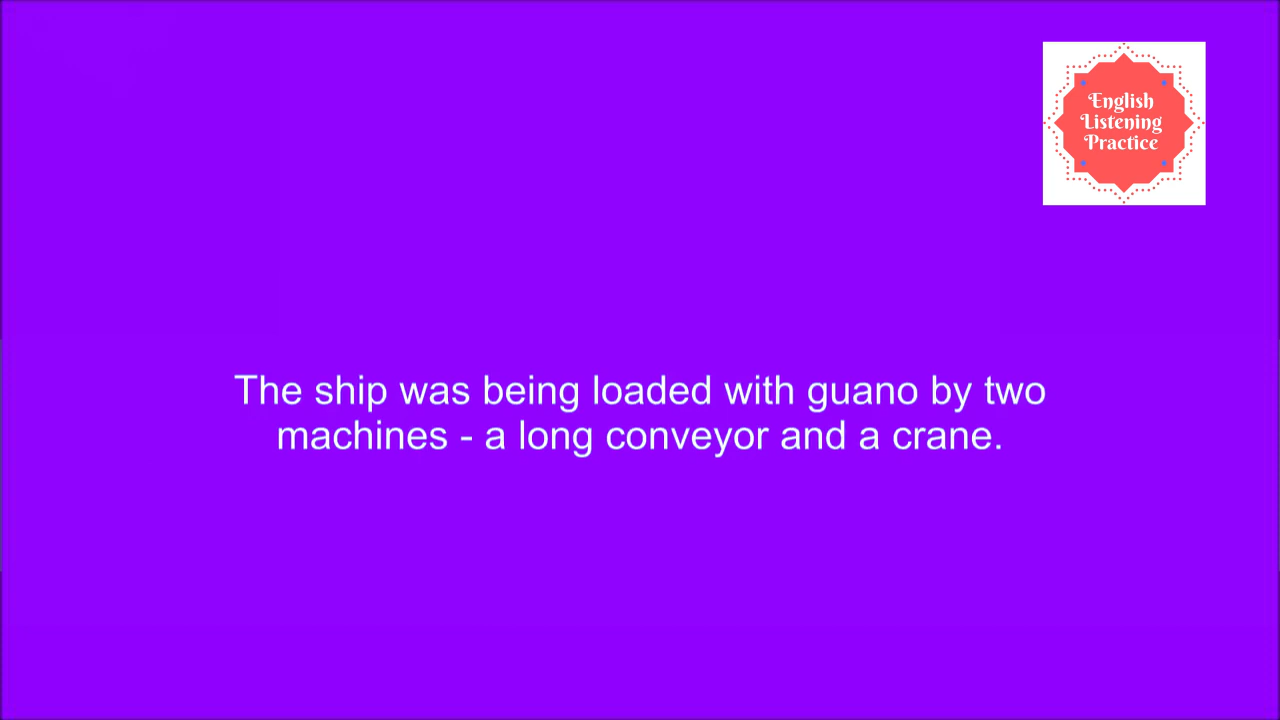 English
Listening
Practice
The ship was being loaded with guano by two
machines - a long conveyor and a crane.